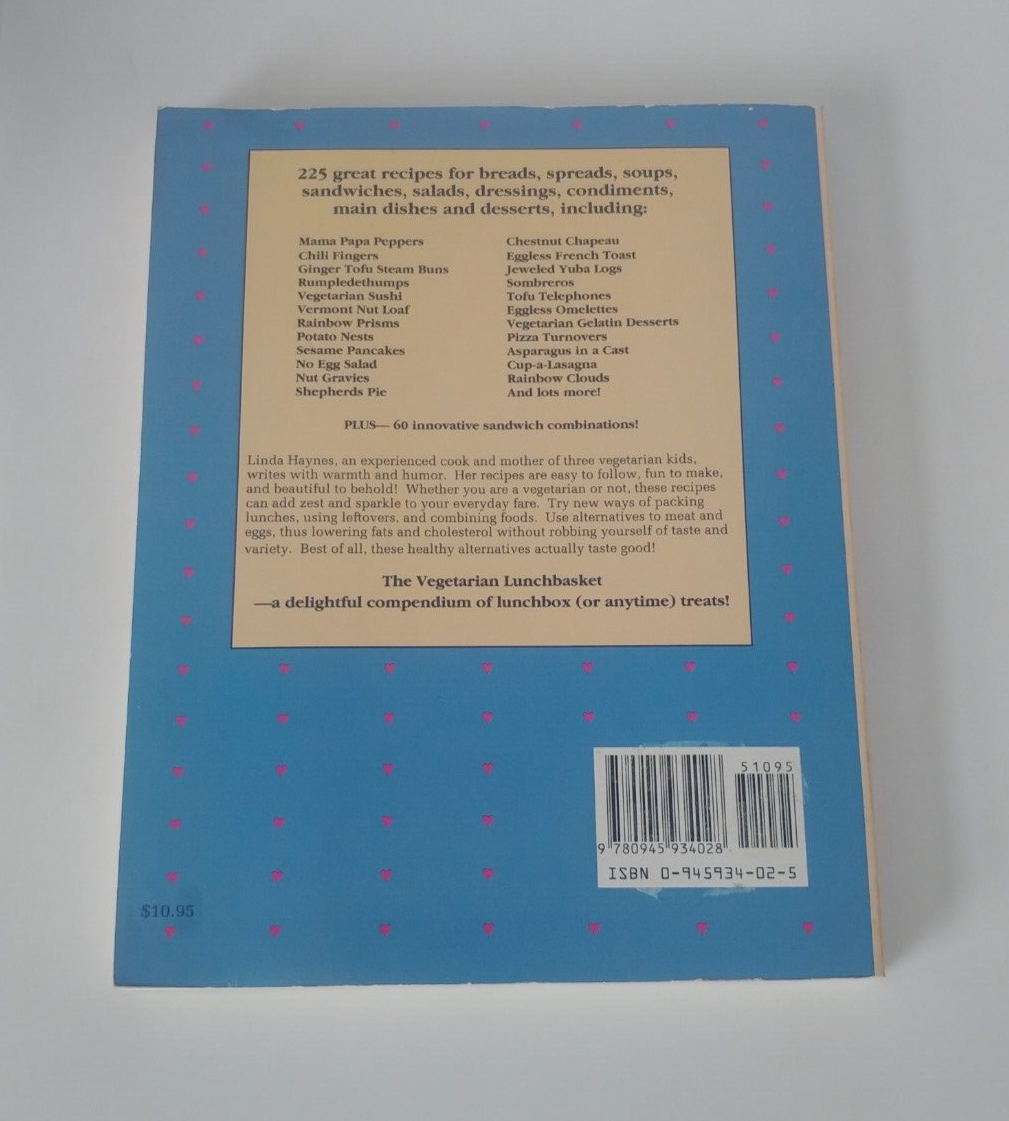 225 great recipes for breads, spreads, soups,
sandwiches, salads, dressings, condiments,
main dishes and desserts, including:
Mama Papa Peppers
Chili Fingers
Ginger Tofu Steam Buns
Rumpledethumps
Vegetarian Sushi
Vermont Nut Loaf
Rainbow Prisms
Potato Nests
Sesame Pancakes
No Egg Salad
Nut Gravies
Shepherds Pie
Chestnut Chapeau
Eggless French Toast
Jeweled Yuba Logs
Sombreros
Tofu Telephones
Eggless Omelettes
Vegetarian Gelatin Desserts
Pizza Turnovers
Asparagus in a Cast
Cup-a-Lasagna
Rainbow Clouds
And lots more!
PLUS— 60 innovative sandwich combinations!
Linda Haynes, an experienced cook and mother of three vegetarian kids,
writes with warmth and humor. Her recipes are easy to follow, fun to make,
and beautiful to behold! Whether you are a vegetarian or not, these recipes
can add zest and sparkle to your everyday fare. Try new ways of packing
lunches, using leftovers, and combining foods. Use alternatives to meat and
eggs, thus lowering fats and cholesterol without robbing yourself of taste and
variety. Best of all, these healthy alternatives actually taste good!
The Vegetarian Lunchbasket
—a delightful compendium of lunchbox (or anytime) treats!
51095
9 780945 934028
ISBN 0-945934-02-5
$10.95